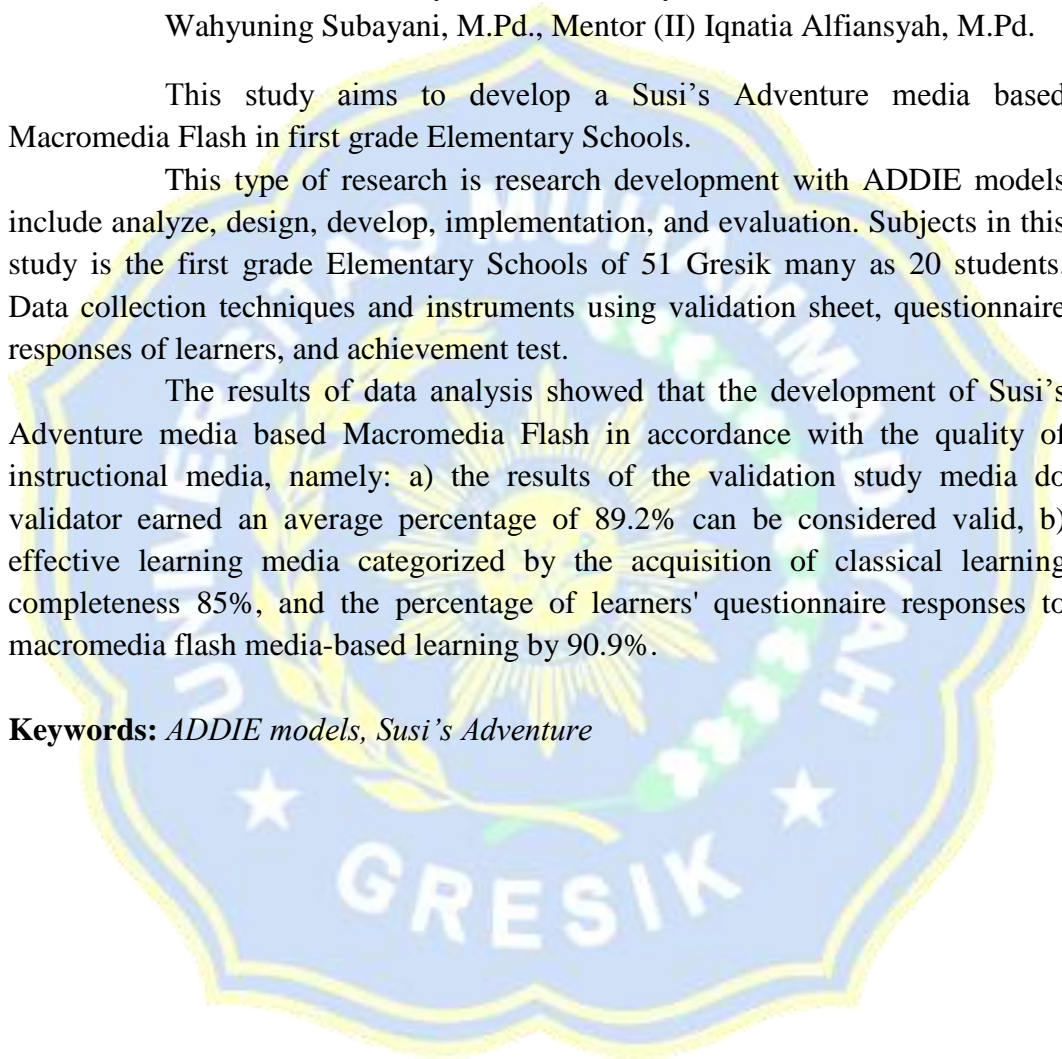 Wahyuning Subayani, M.Pd., Mentor (II) Iqnatia Alfiansyah, M.Pd.
This study aims to develop a Susi’s Adventure media based
Macromedia Flash in first grade Elementary Schools.
This type of research is research development with ADDIE models
include analyze, design, develop, implementation, and evaluation. Subjects in this
study is the first grade Elementary Schools of 51 Gresik many as 20 students.
Data collection techniques and instruments using validation sheet, questionnaire
responses of learners, and achievement test.
The results of data analysis showed that the development of Susi’s
Adventure media based Macromedia Flash in accordance with the quality of
instructional media, namely: a) the results of the validation study media do
validator earned an average percentage of 89.2% can be considered valid, b)
effective learning media categorized by the acquisition of classical learning
completeness 85%, and the percentage of learners' questionnaire responses to
macromedia flash media-based learning by 90.9%.
Keywords: ADDIE models, Susi’s Adventure
UNIVERSITAS MUHAMMADIYAH
GRESIK